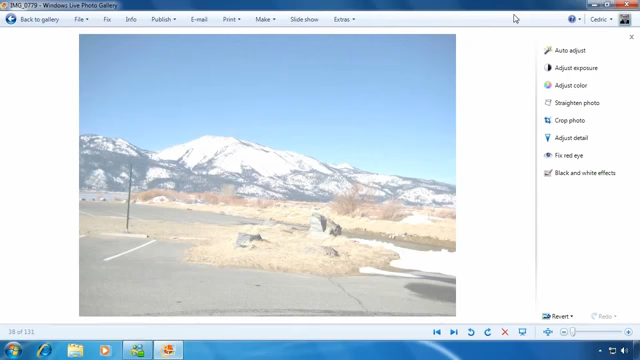 IMG_0779 - Windows Live Photo Gallery
Back to gallery File Fix Info Publish E-mail Print Make Slide show Extras Cedric
Auto adjust
Adjust exposure
Adjust color
Straighten photo
Crop photo
Adjust detail
Fix red eye
Black and white effects
Revert Redo
18 of 131